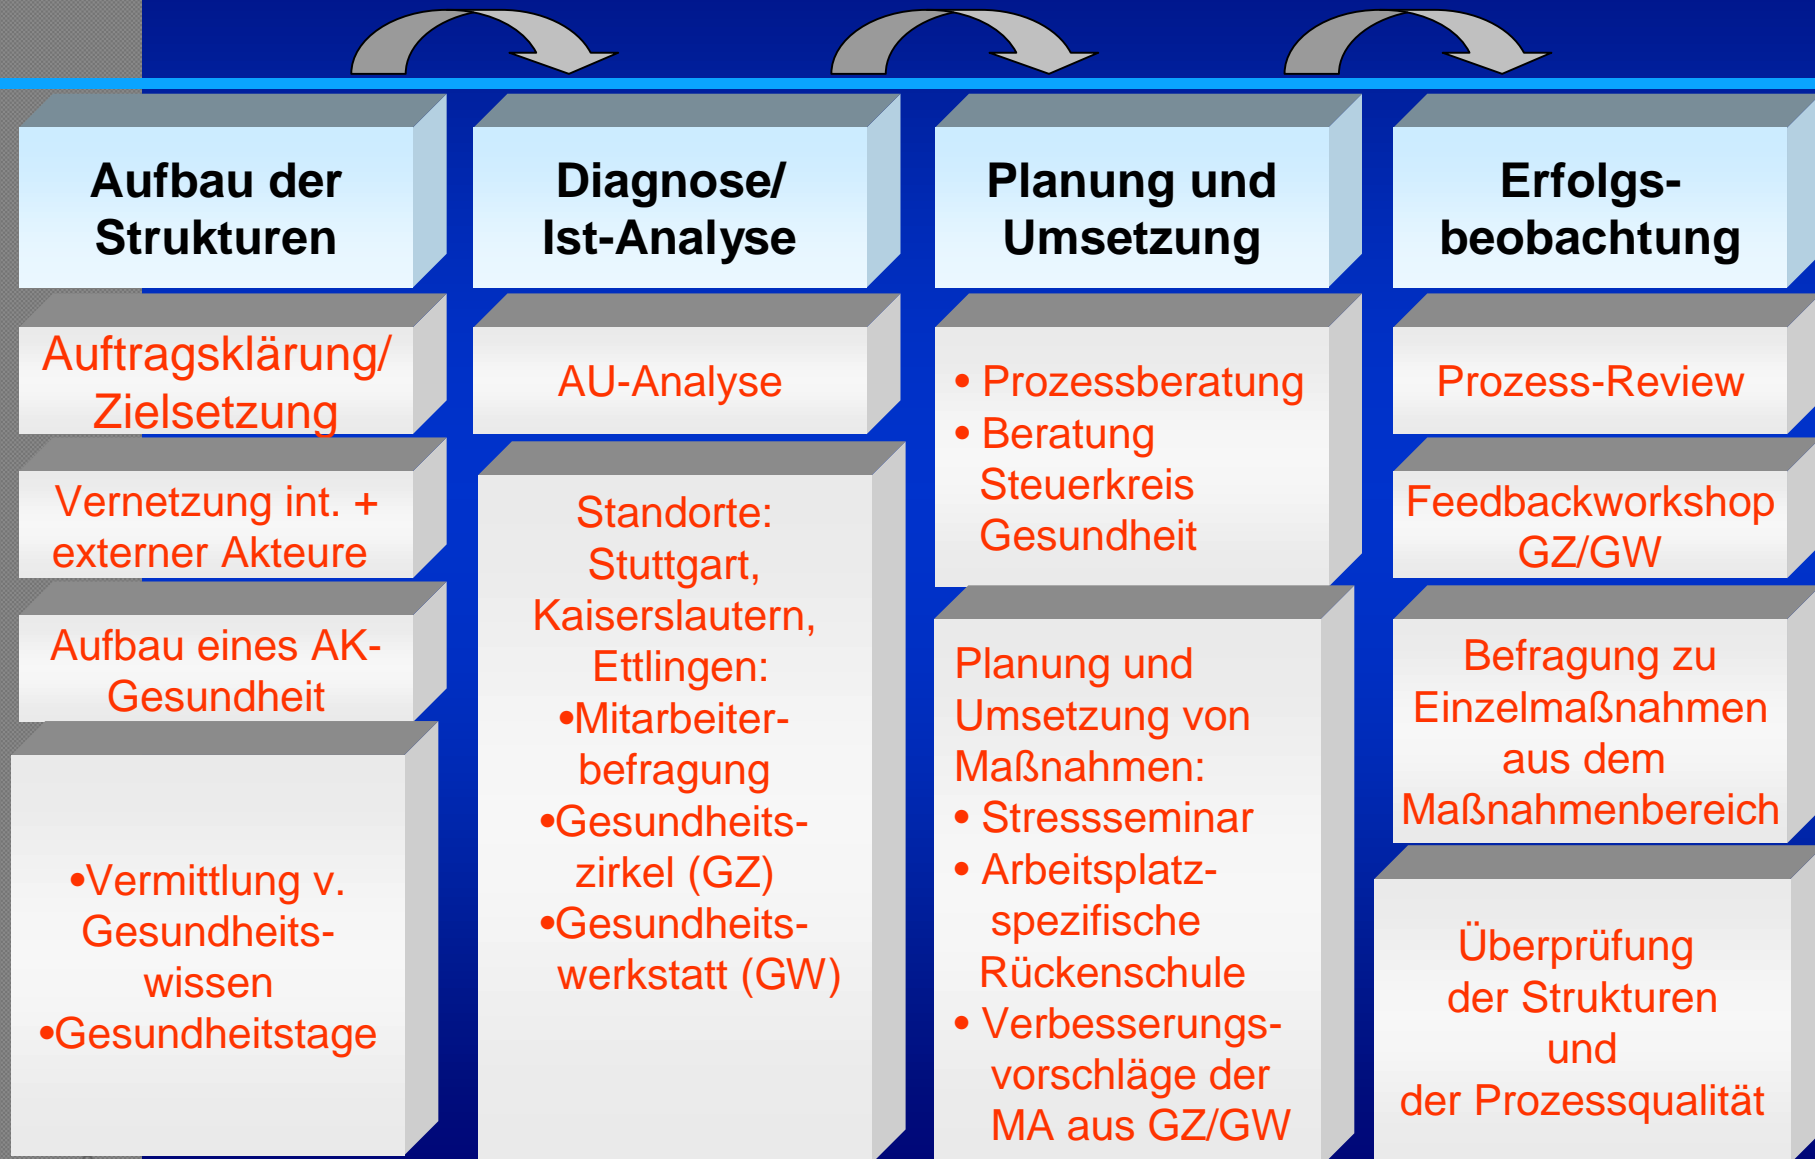 Aufbau der
Strukturen
Auftragsklärung/
Zielsetzung
Vernetzung int. +
externer Akteure
Aufbau eines AK-
Gesundheit
•Vermittlung v.
Gesundheits-
wissen
•Gesundheitstage
Diagnose/
Ist-Analyse
AU-Analyse
Standorte:
Stuttgart,
Kaiserslautern,
Ettlingen:
•Mitarbeiter-
befragung
•Gesundheits-
zirkel (GZ)
•Gesundheits-
werkstatt (GW)
Planung und
Umsetzung
• Prozessberatung
• Beratung
Steuerkreis
Gesundheit
Planung und
Umsetzung von
Maßnahmen:
• Stressseminar
• Arbeitsplatz-
spezifische
Rückenschule
• Verbesserungs-
vorschläge der
MA aus GZ/GW
Erfolgs-
beobachtung
Prozess-Review
Feedbackworkshop
GZ/GW
Befragung zu
Einzelmaßnahmen
aus dem
Maßnahmenbereich
Überprüfung
der Strukturen
und
der Prozessqualität